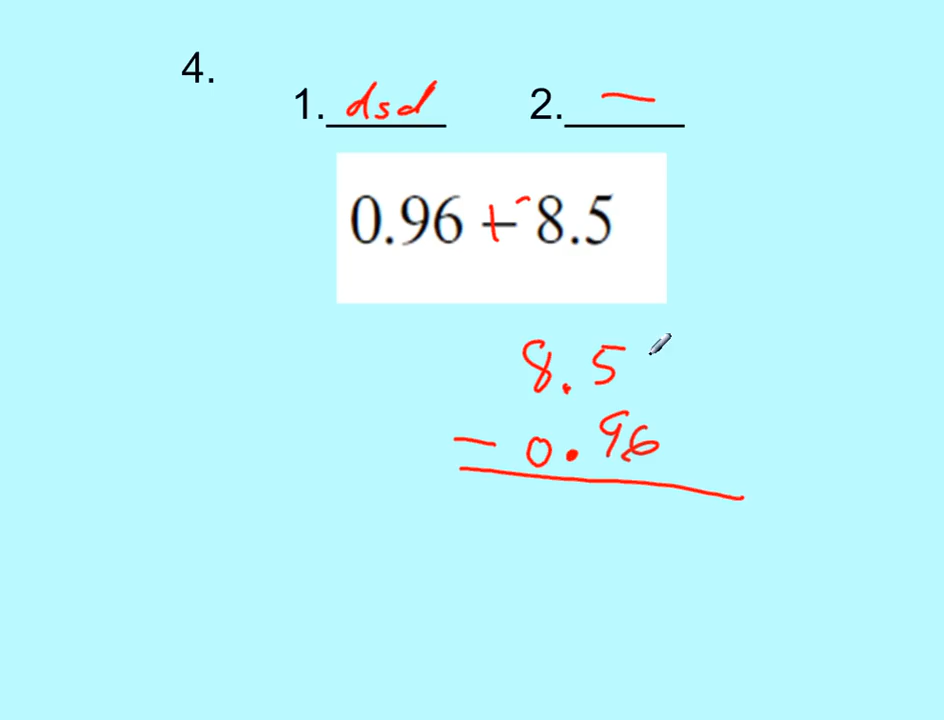 4.
1. dsd 2. −
0.96 + -8.5
8.5
− 0.96